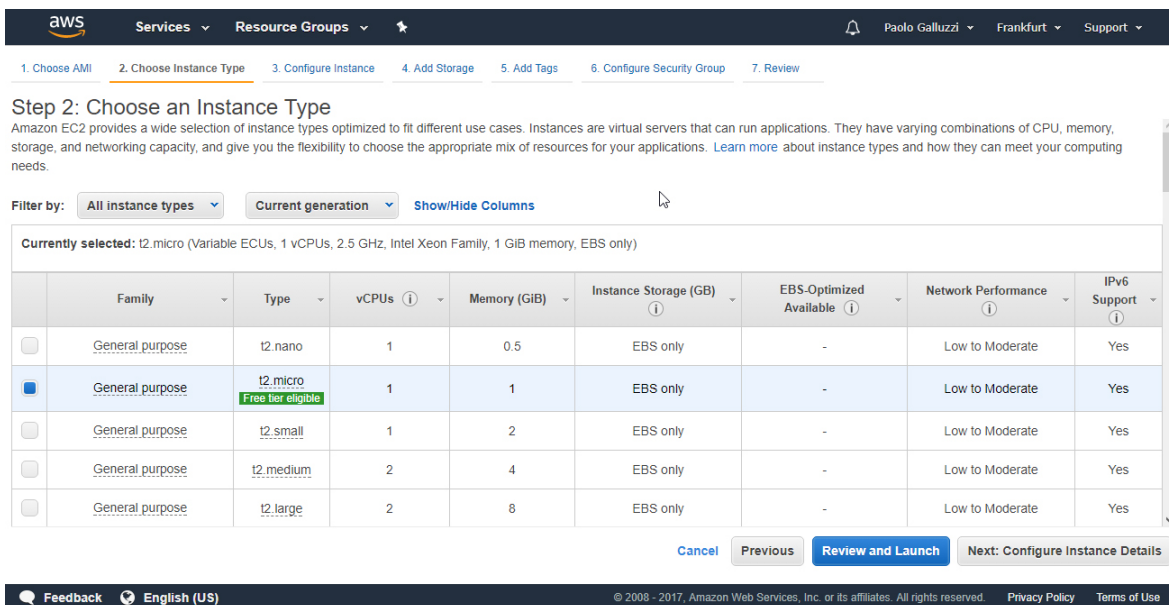 aws Services Resource Groups Paolo Galluzzi Frankfurt Support
1. Choose AMI 2. Choose Instance Type 3. Configure Instance 4. Add Storage 5. Add Tags 6. Configure Security Group 7. Review
Step 2: Choose an Instance Type
Amazon EC2 provides a wide selection of instance types optimized to fit different use cases. Instances are virtual servers that can run applications. They have varying combinations of CPU, memory,
storage, and networking capacity, and give you the flexibility to choose the appropriate mix of resources for your applications. Learn more about instance types and how they can meet your computing
needs.
Filter by: All instance types Current generation Show/Hide Columns
Currently selected: t2.micro (Variable ECUs, 1 vCPUs, 2.5 GHz, Intel Xeon Family, 1 GiB memory, EBS only)
Family Type vCPUs Memory (GiB) Instance Storage (GB) EBS-Optimized Available Network Performance IPv6 Support
General purpose t2.nano 1 0.5 EBS only - Low to Moderate Yes
General purpose t2.micro Free tier eligible 1 1 EBS only - Low to Moderate Yes
General purpose t2.small 1 2 EBS only - Low to Moderate Yes
General purpose t2.medium 2 4 EBS only - Low to Moderate Yes
General purpose t2.large 2 8 EBS only - Low to Moderate Yes
Cancel Previous Review and Launch Next: Configure Instance Details
Feedback English (US) © 2008 - 2017, Amazon Web Services, Inc. or its affiliates. All rights reserved. Privacy Policy Terms of Use